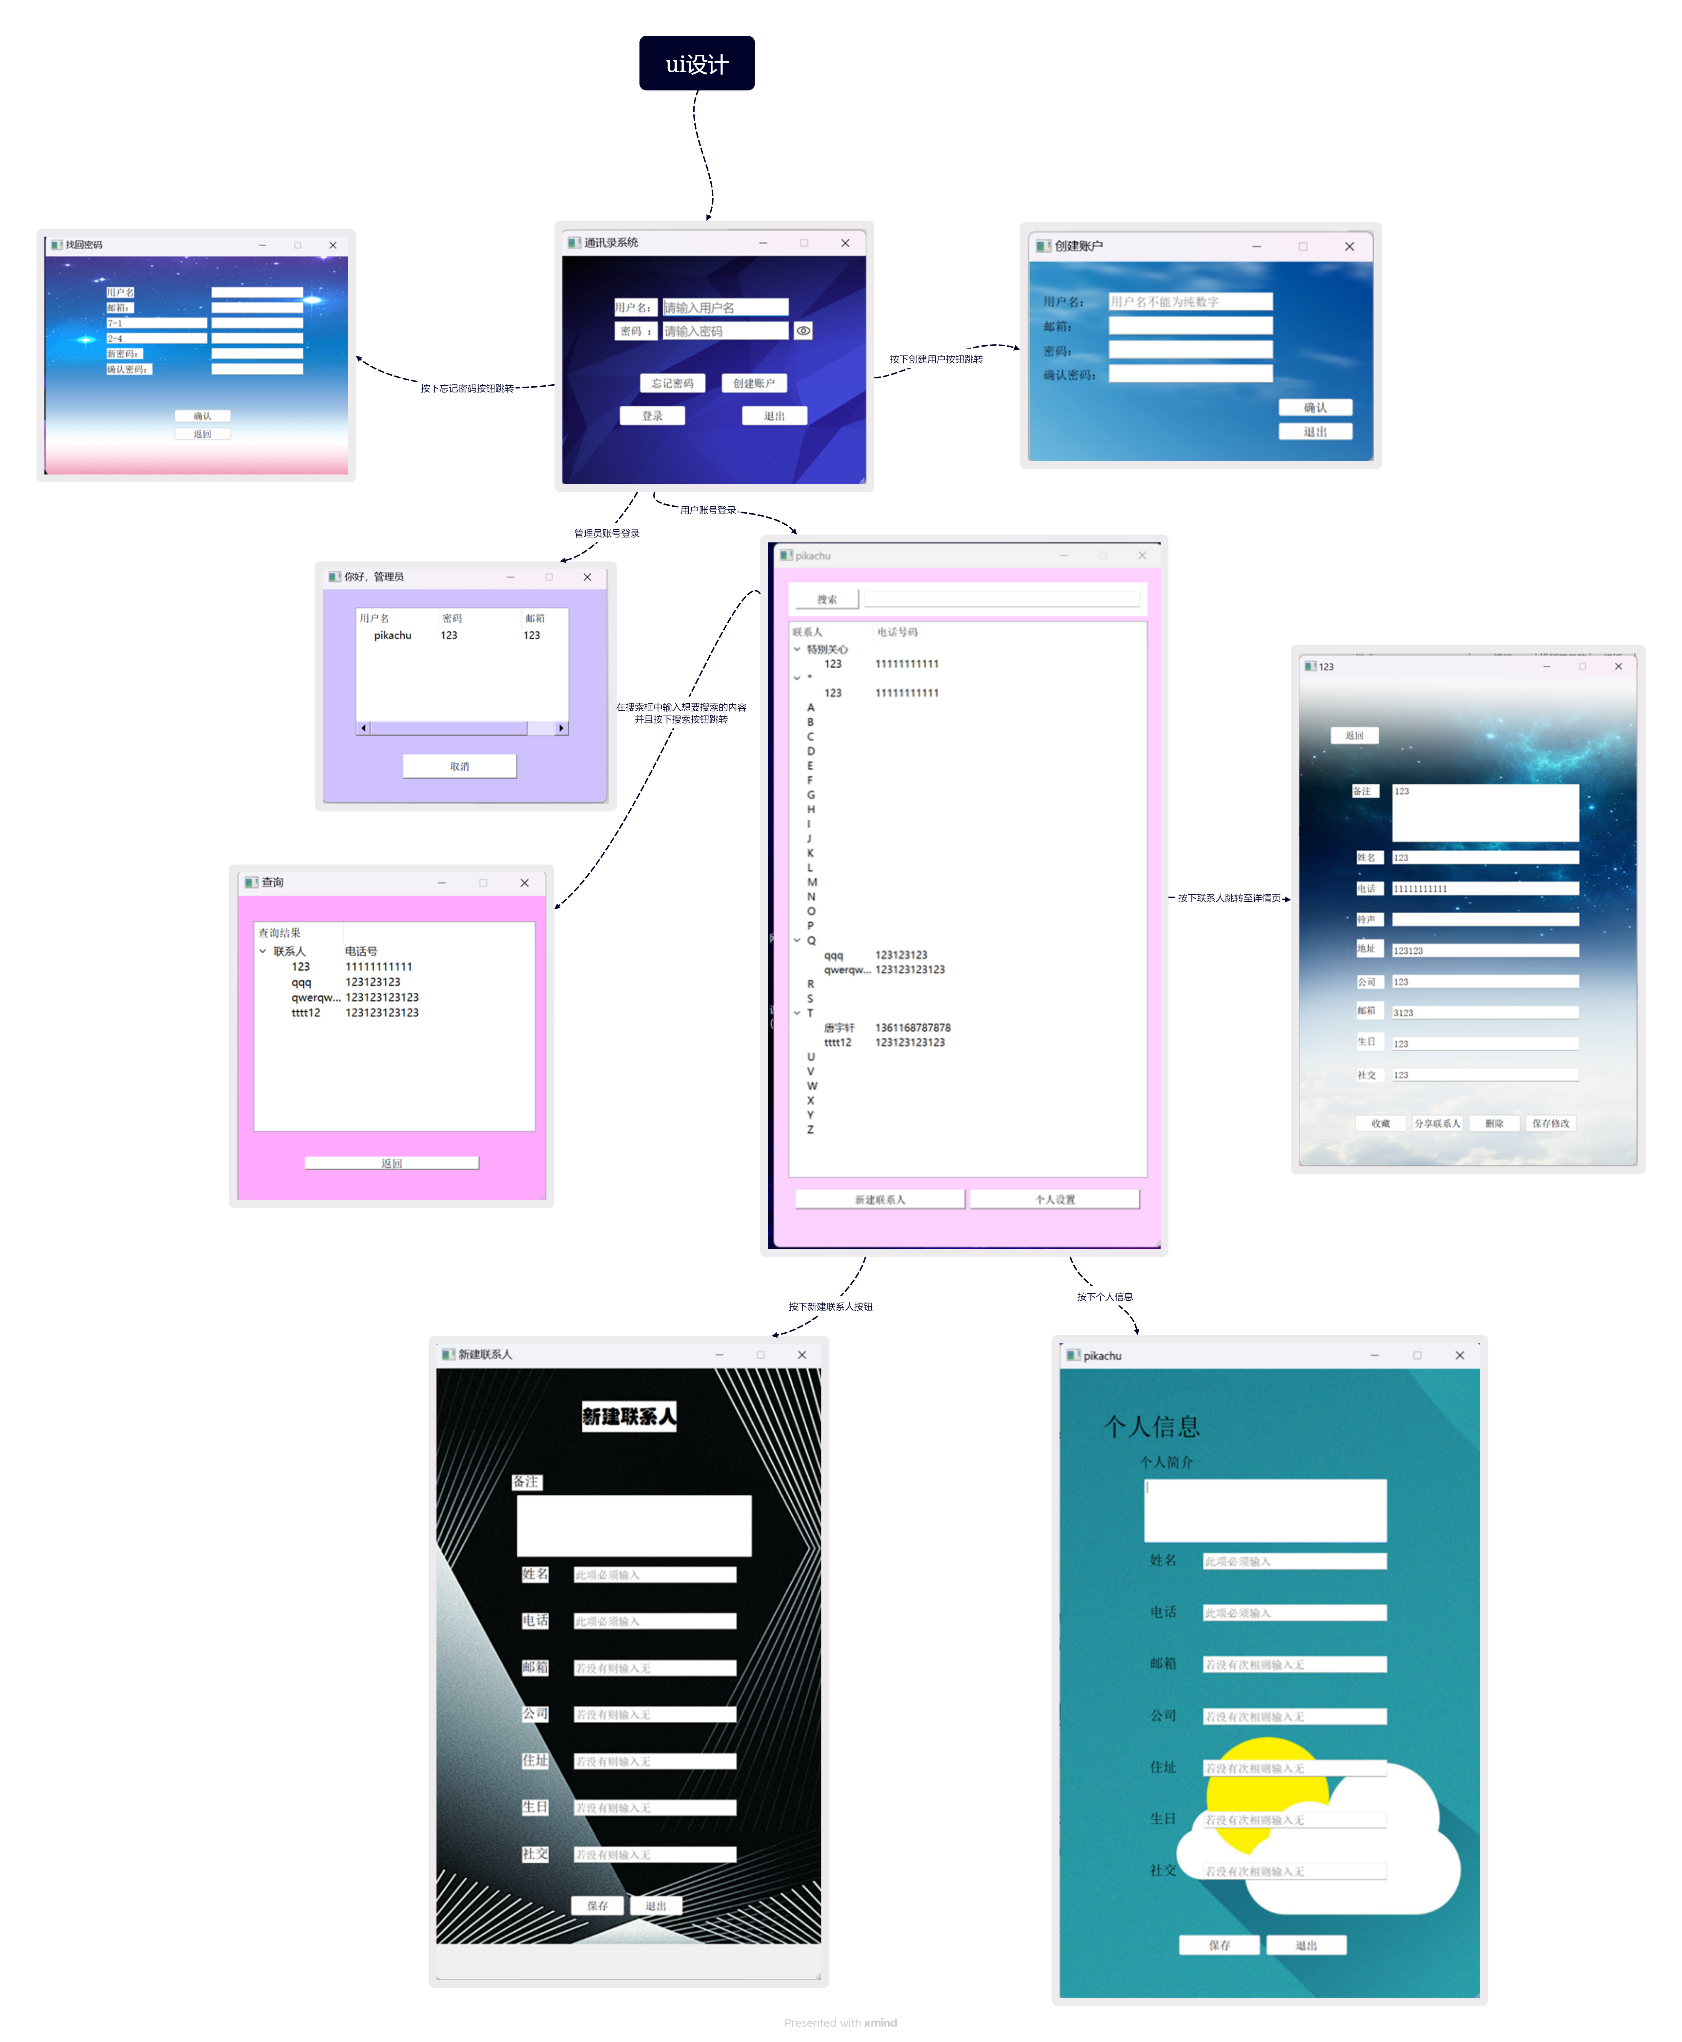 ui设计
找回密码
用户名
邮箱：
7-1
2-4
新密码：
确认密码：
确认
返回
按下忘记密码按钮跳转
通讯录系统
用户名： 请输入用户名
密码 ： 请输入密码
忘记密码 创建账户
登录 退出
按下创建用户按钮跳转
创建账户
用户名： 用户名不能为纯数字
邮箱：
密码：
确认密码：
确认
退出
管理员账号登录
用户账号登录
你好，管理员
用户名 密码 邮箱
pikachu 123 123
取消
在搜索框中输入想要搜索的内容
并且按下搜索按钮跳转
查询
查询结果
联系人 电话号
123 11111111111
qqq 123123123
qwerqw... 123123123123
tttt12 123123123123
返回
pikachu
搜索
联系人 电话号码
特别关心
123 11111111111
*
123 11111111111
A
B
C
D
E
F
G
H
I
J
K
L
M
N
O
P
Q
qqq 123123123
qwerqw... 123123123123
R
S
T
唐宇轩 1361168787878
tttt12 123123123123
U
V
W
X
Y
Z
新建联系人 个人设置
按下联系人跳转至详情页
123
返回
备注 123
姓名 123
电话 11111111111
铃声
地址 123123
公司 123
邮箱 3123
生日 123
社交 123
收藏 分享联系人 删除 保存修改
按下新建联系人按钮
按下个人信息
新建联系人
新建联系人
备注
姓名 此项必须输入
电话 此项必须输入
邮箱 若没有则输入无
公司 若没有则输入无
住址 若没有则输入无
生日 若没有则输入无
社交 若没有则输入无
保存 退出
pikachu
个人信息
个人简介
姓名 此项必须输入
电话 此项必须输入
邮箱 若没有次相则输入无
公司 若没有次相则输入无
住址 若没有次相则输入无
生日 若没有次相则输入无
社交 若没有次相则输入无
保存 退出
Presented with xmind